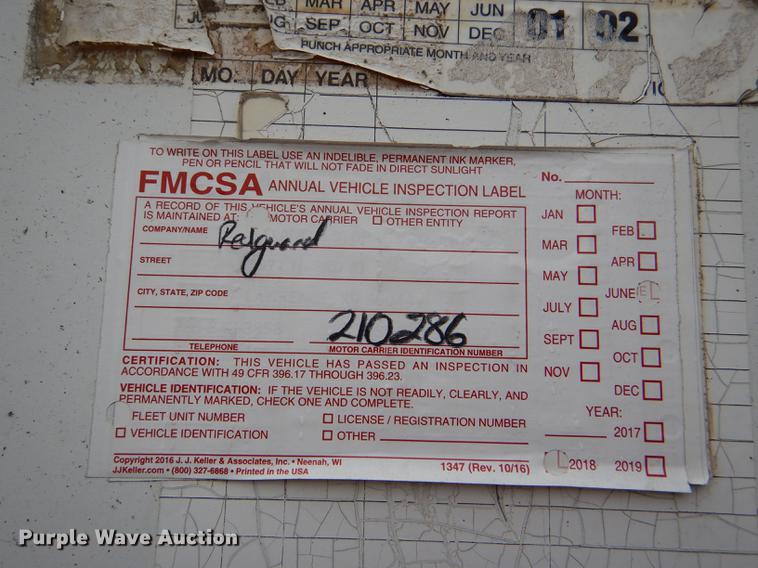 MAR APR MAY JUN
SEP OCT NOV DEC 01 02
PUNCH APPROPRIATE MONTH AND YEAR
MO. DAY YEAR
TO WRITE ON THIS LABEL USE AN INDELIBLE, PERMANENT INK MARKER,
PEN OR PENCIL THAT WILL NOT FADE IN DIRECT SUNLIGHT
FMCSA ANNUAL VEHICLE INSPECTION LABEL
No.
A RECORD OF THIS VEHICLE'S ANNUAL VEHICLE INSPECTION REPORT
IS MAINTAINED AT: MOTOR CARRIER OTHER ENTITY
COMPANY/NAME
STREET
CITY, STATE, ZIP CODE
210286
TELEPHONE MOTOR CARRIER IDENTIFICATION NUMBER
CERTIFICATION: THIS VEHICLE HAS PASSED AN INSPECTION IN
ACCORDANCE WITH 49 CFR 396.17 THROUGH 396.23.
VEHICLE IDENTIFICATION: IF THE VEHICLE IS NOT READILY, CLEARLY, AND
PERMANENTLY MARKED, CHECK ONE AND COMPLETE.
FLEET UNIT NUMBER LICENSE / REGISTRATION NUMBER
VEHICLE IDENTIFICATION OTHER
Copyright 2016 J. J. Keller & Associates, Inc. • Neenah, WI
JJKeller.com • (800) 327-6868 • Printed in the USA
1347 (Rev. 10/16)
MONTH:
JAN
FEB
MAR
APR
MAY
JUNE
JULY
AUG
SEPT
OCT
NOV
DEC
YEAR:
2017
2018 2019
Purple Wave Auction